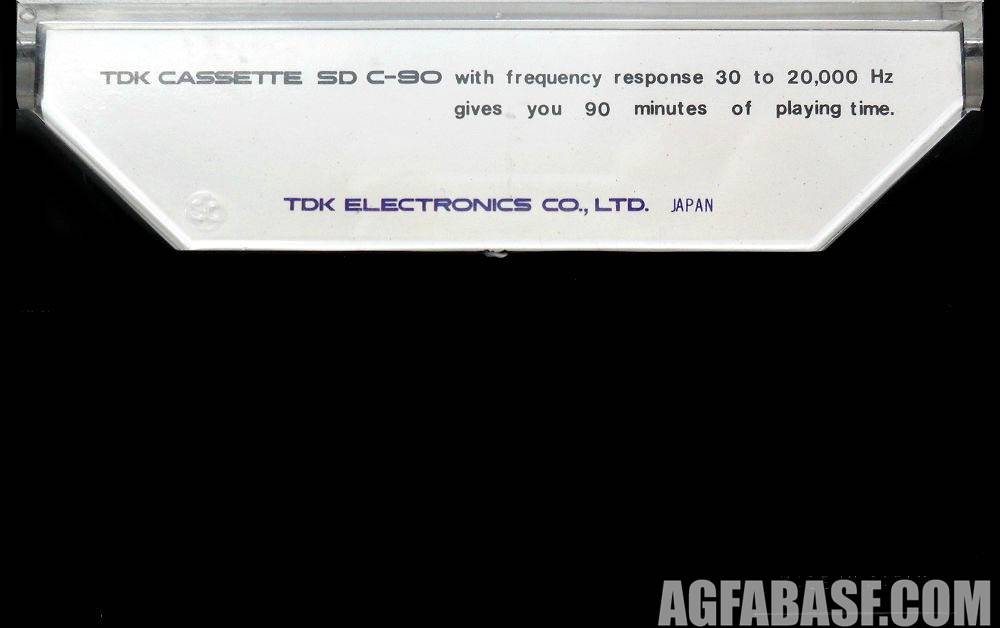 TDK CASSETTE SD C-90 with frequency response 30 to 20,000 Hz
gives you 90 minutes of playing time.
TDK ELECTRONICS CO., LTD. JAPAN
AGFABASF.COM